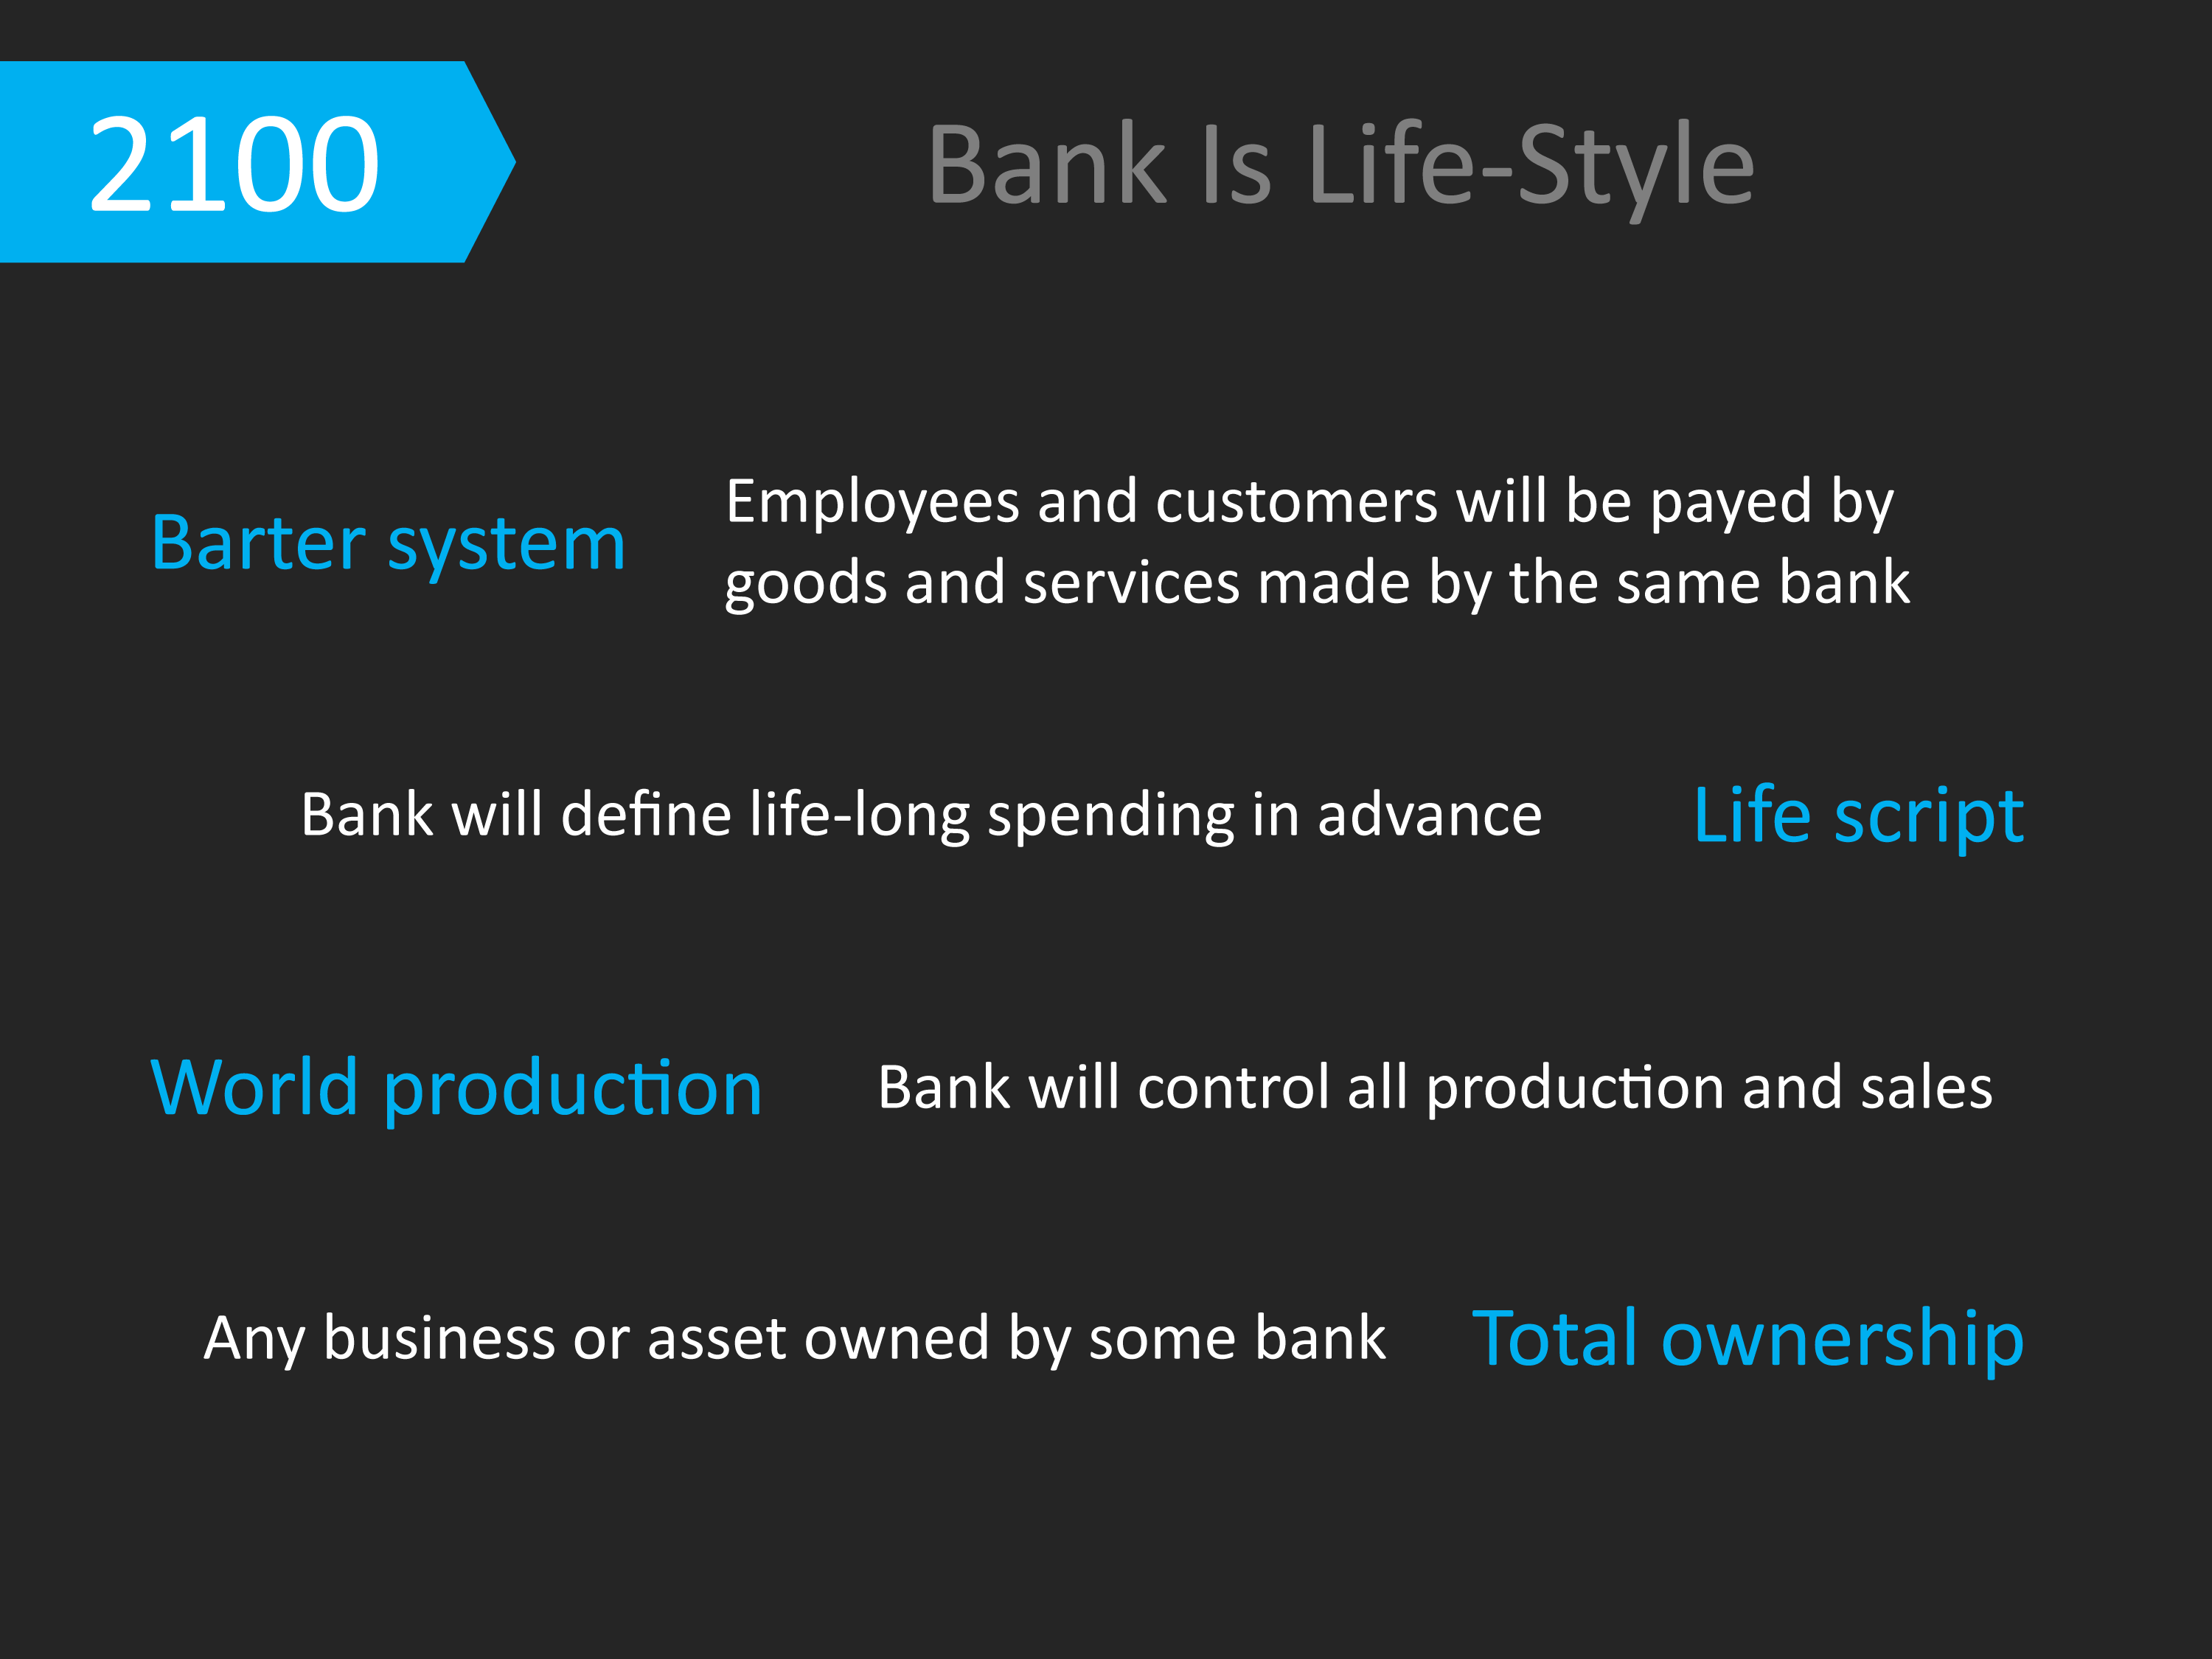 2100
Bank Is Life-Style
Barter system
Employees and customers will be payed by
goods and services made by the same bank
Bank will define life-long spending in advance
Life script
World production
Bank will control all production and sales
Any business or asset owned by some bank
Total ownership